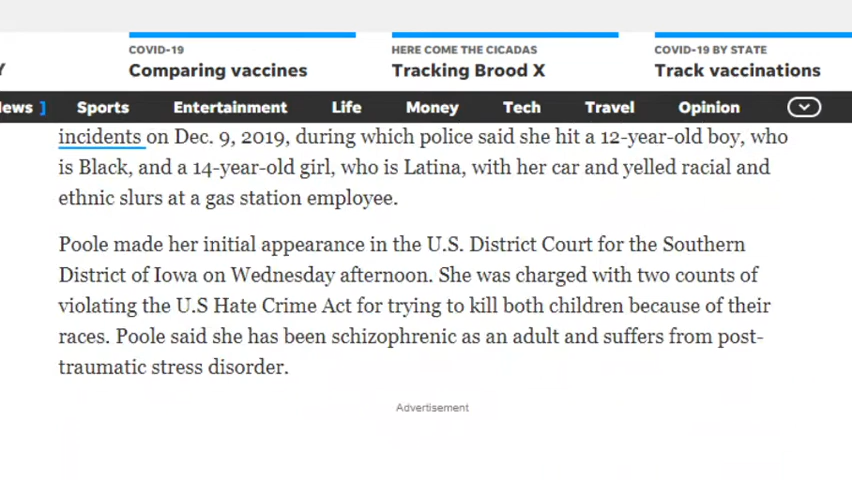 COVID-19
Comparing vaccines
HERE COME THE CICADAS
Tracking Brood X
COVID-19 BY STATE
Track vaccinations
Sports Entertainment Life Money Tech Travel Opinion
incidents on Dec. 9, 2019, during which police said she hit a 12-year-old boy, who
is Black, and a 14-year-old girl, who is Latina, with her car and yelled racial and
ethnic slurs at a gas station employee.
Poole made her initial appearance in the U.S. District Court for the Southern
District of Iowa on Wednesday afternoon. She was charged with two counts of
violating the U.S Hate Crime Act for trying to kill both children because of their
races. Poole said she has been schizophrenic as an adult and suffers from post-
traumatic stress disorder.
Advertisement